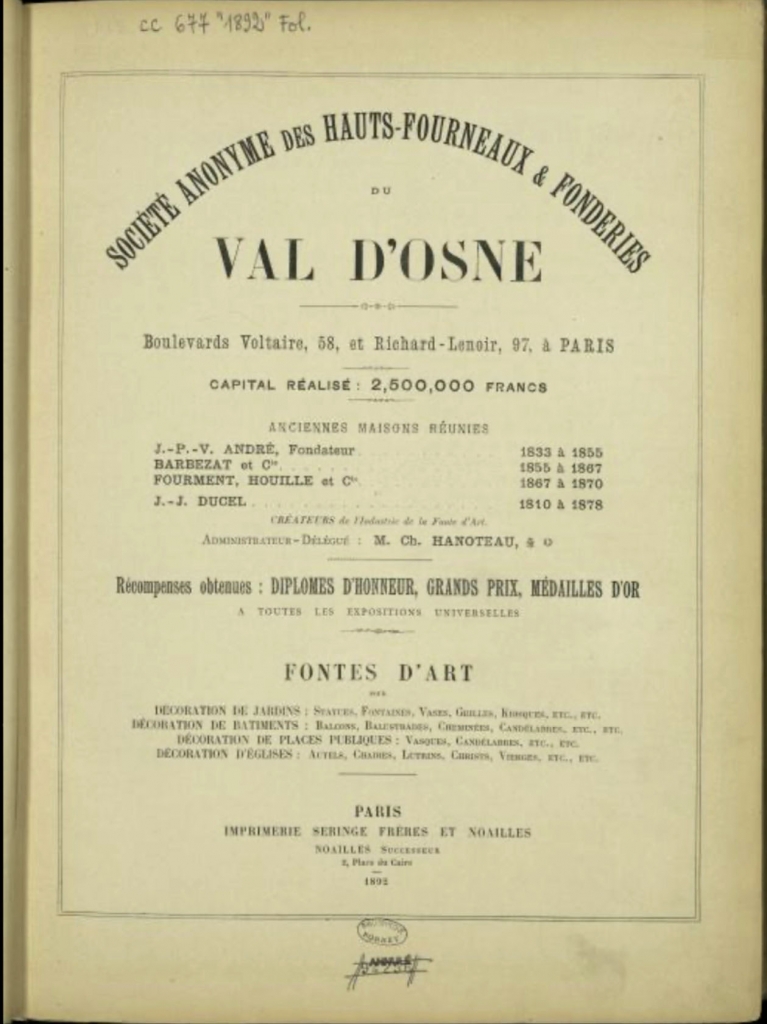 CC 677 "1892" Fol.
SOCIÉTÉ ANONYME DES HAUTS-FOURNEAUX & FONDERIES
DU
VAL D'OSNE
Boulevards Voltaire, 58, et Richard-Lenoir, 97, à PARIS
CAPITAL RÉALISÉ : 2,500,000 FRANCS
ANCIENNES MAISONS RÉUNIES
J.-P.-V. ANDRÉ, Fondateur . . . . . 1833 à 1855
BARBEZAT et Cie. . . . . . . 1855 à 1867
FOURMENT, HOUILLE et Cie. . . . . 1867 à 1870
J.-J. DUCEL . . . . . . . 1810 à 1878
CRÉATEURS de l'Industrie de la Fonte d'Art.
ADMINISTRATEUR-DÉLÉGUÉ : M. Ch. HANOTEAU,
Récompenses obtenues : DIPLOMES D'HONNEUR, GRANDS PRIX, MÉDAILLES D'OR
A TOUTES LES EXPOSITIONS UNIVERSELLES
FONTES D'ART
DÉCORATION DE JARDINS : STATUES, FONTAINES, VASES, GRILLES, KIOSQUES, ETC., ETC.
DÉCORATION DE BATIMENTS : BALCONS, BALUSTRADES, CHEMINÉES, CANDÉLABRES, ETC., ETC.
DÉCORATION DE PLACES PUBLIQUES : VASQUES, CANDÉLABRES, ETC., ETC.
DÉCORATION D'ÉGLISES : AUTELS, CHAIRES, LUTRINS, CHRISTS, VIERGES, ETC., ETC.
PARIS
IMPRIMERIE SERINGE FRÈRES ET NOAILLES
NOAILLES SUCCESSEUR
2, Place du Caire
1892
FORNEY